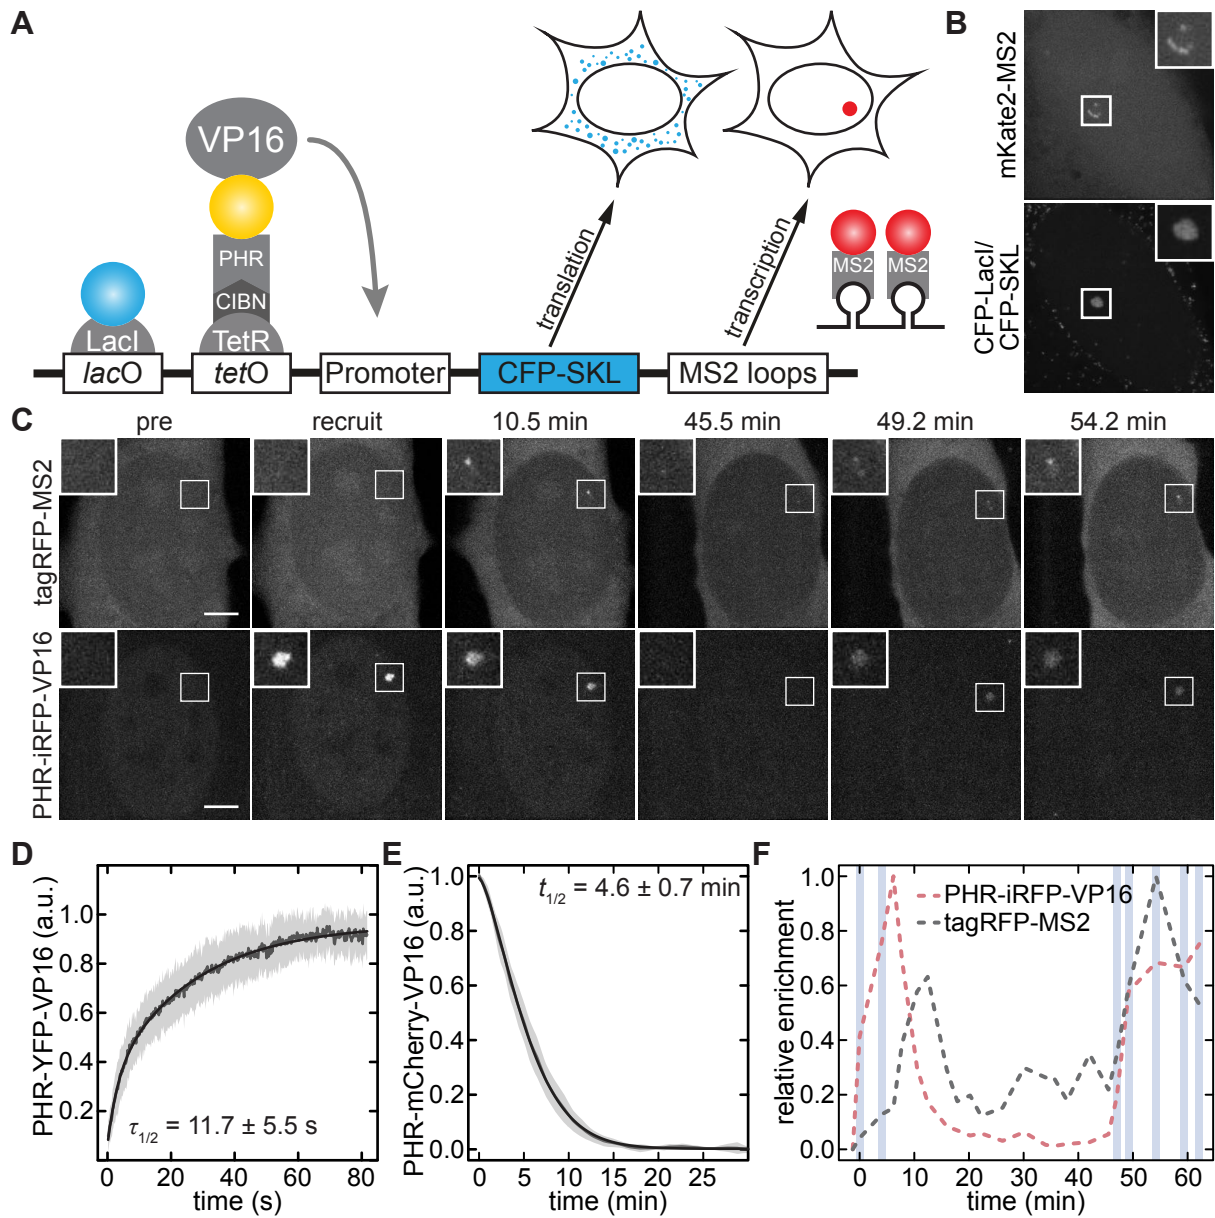 A
VP16
PHR
CIBN
LacI
TetR
lacO
tetO
Promoter
CFP-SKL
MS2 loops
translation
transcription
MS2
MS2
B
mKate2-MS2
CFP-LacI/
CFP-SKL
C
pre
recruit
10.5 min
45.5 min
49.2 min
54.2 min
tagRFP-MS2
PHR-iRFP-VP16
D
PHR-YFP-VP16 (a.u.)
1.0
0.8
0.6
0.4
0.2
τ1/2 = 11.7 ± 5.5 s
0 20 40 60 80
time (s)
E
PHR-mCherry-VP16 (a.u.)
1.0
0.8
0.6
0.4
0.2
0.0
t1/2 = 4.6 ± 0.7 min
0 5 10 15 20 25
time (min)
F
relative enrichment
1.0
0.8
0.6
0.4
0.2
0.0
PHR-iRFP-VP16
tagRFP-MS2
0 10 20 30 40 50 60
time (min)